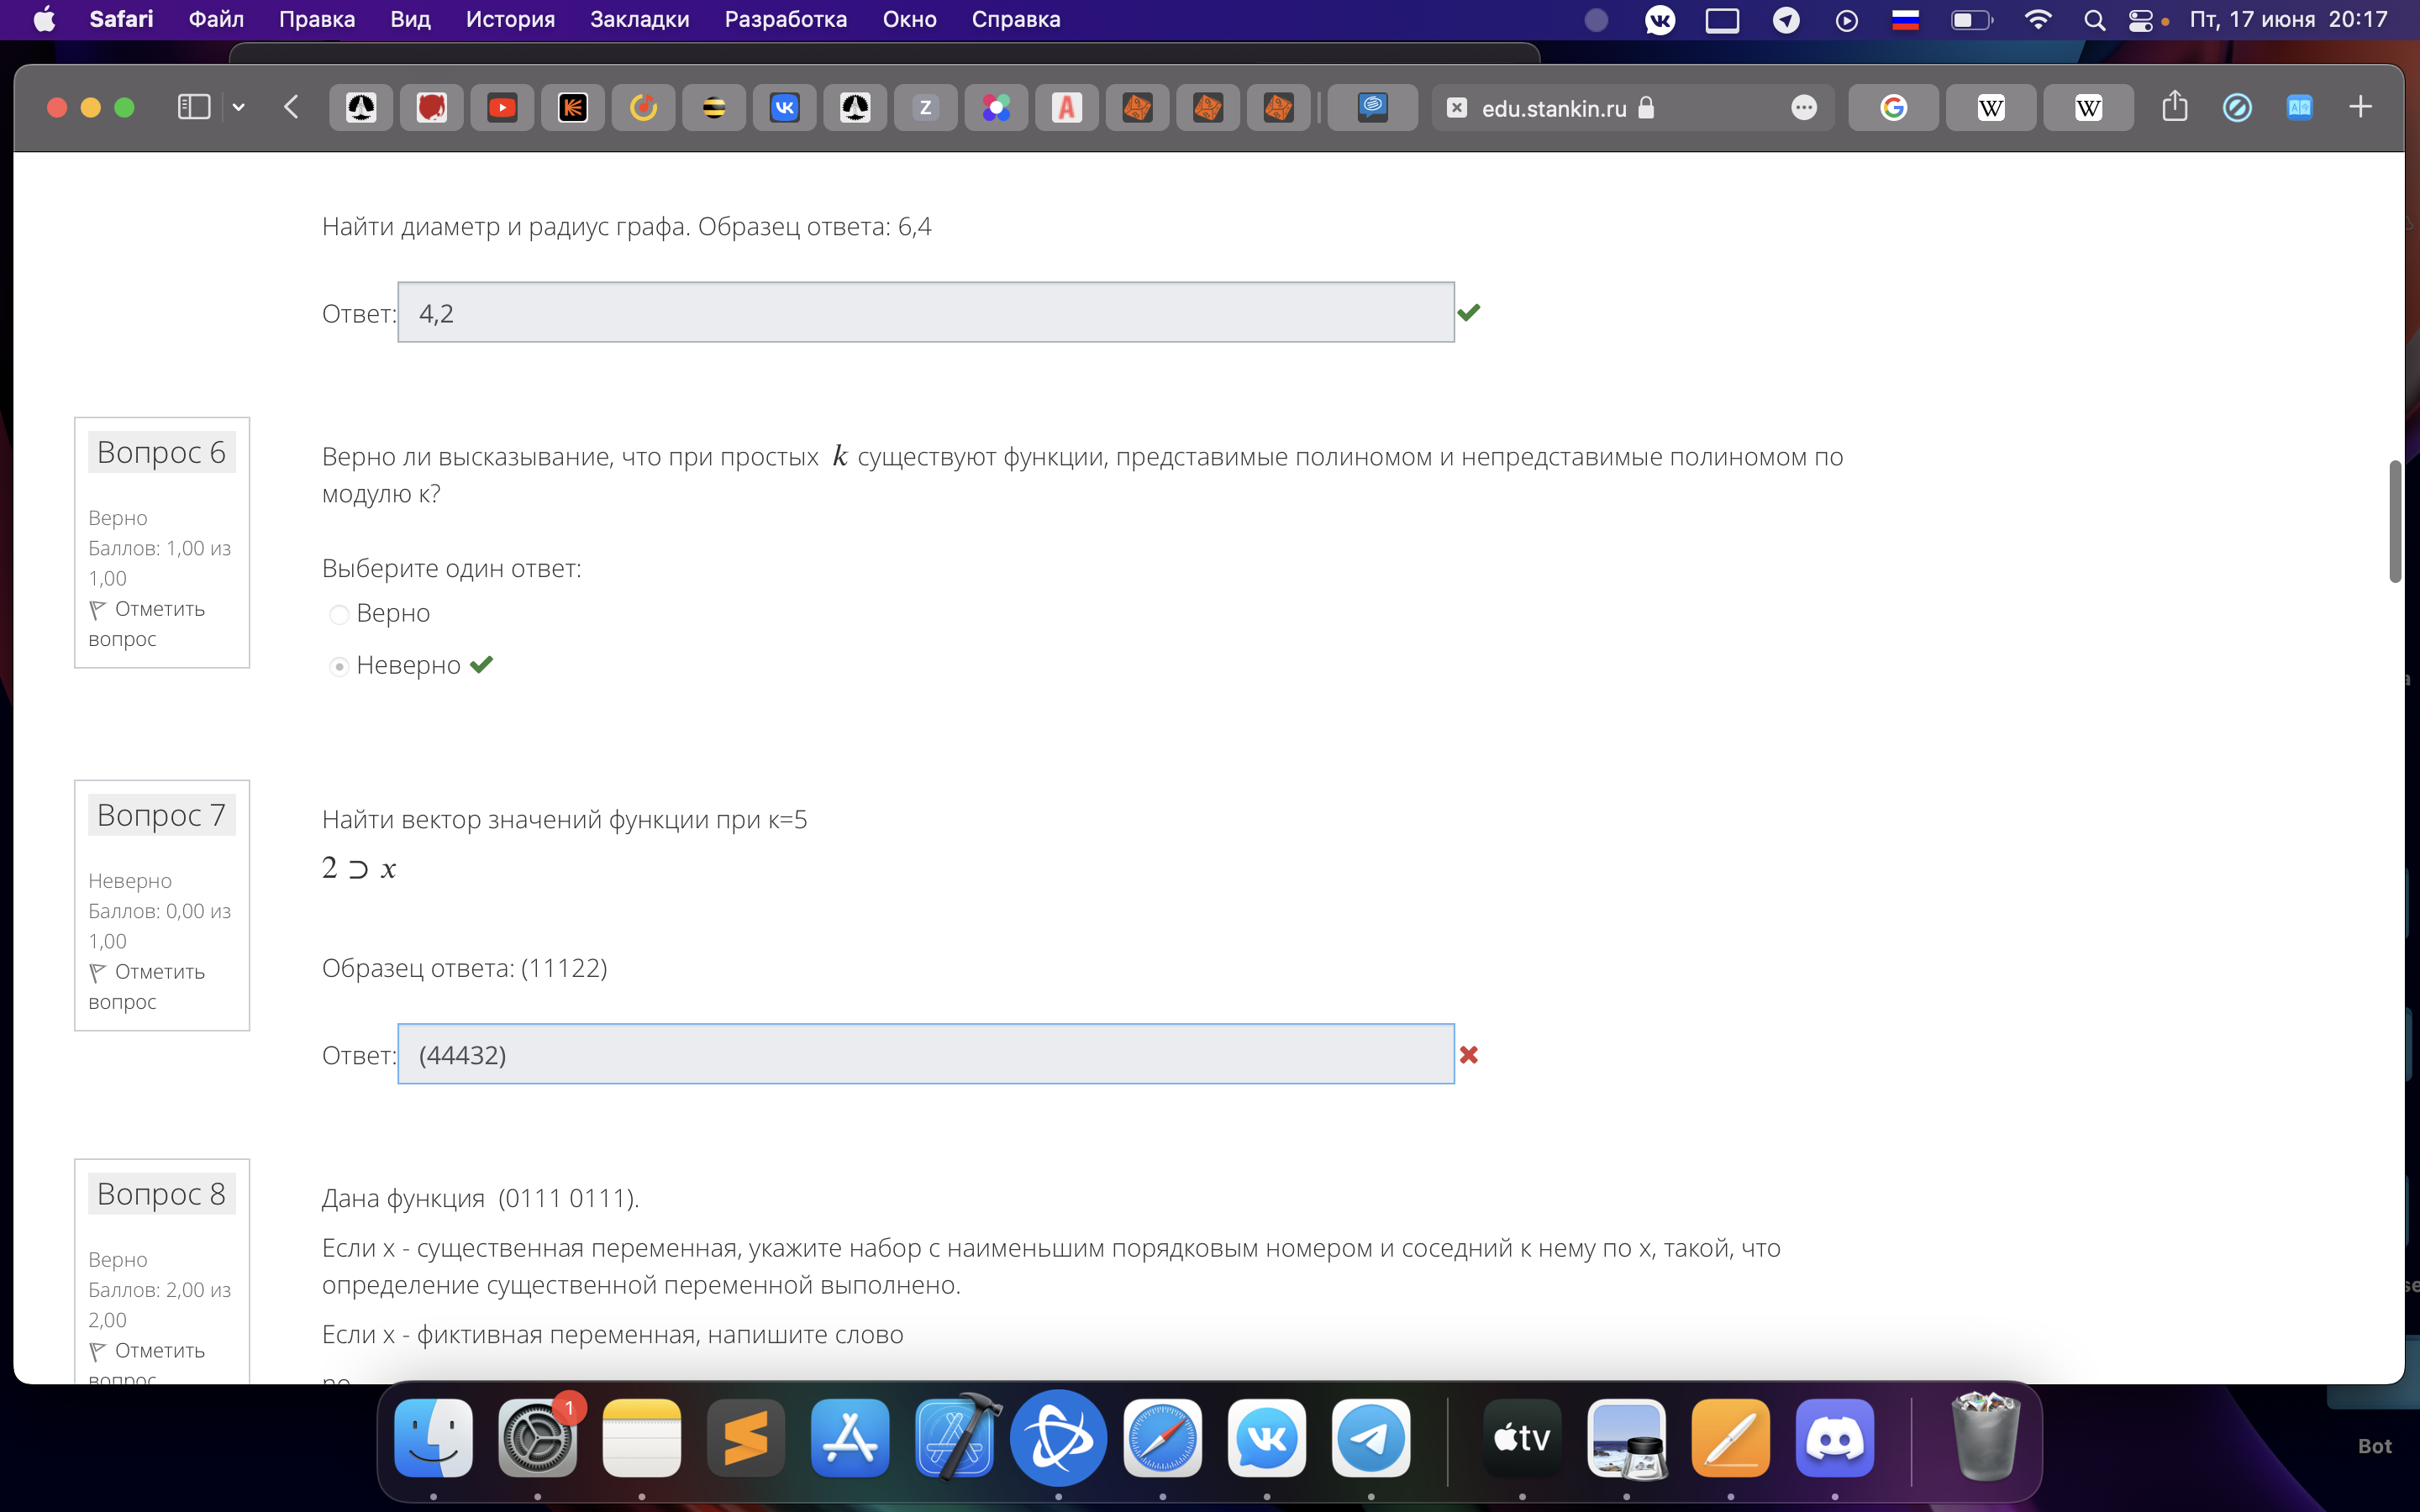 Safari Файл Правка Вид История Закладки Разработка Окно Справка Пт, 17 июня 20:17
edu.stankin.ru
Найти диаметр и радиус графа. Образец ответа: 6,4
Ответ: 4,2
Вопрос 6
Верно
Баллов: 1,00 из
1,00
Отметить
вопрос
Верно ли высказывание, что при простых k существуют функции, представимые полиномом и непредставимые полиномом по
модулю к?
Выберите один ответ:
Верно
Неверно
Вопрос 7
Неверно
Баллов: 0,00 из
1,00
Отметить
вопрос
Найти вектор значений функции при к=5
2 ⊃ x
Образец ответа: (11122)
Ответ: (44432)
Вопрос 8
Верно
Баллов: 2,00 из
2,00
Отметить
вопрос
Дана функция (0111 0111).
Если x - существенная переменная, укажите набор с наименьшим порядковым номером и соседний к нему по x, такой, что
определение существенной переменной выполнено.
Если x - фиктивная переменная, напишите слово
1
tv
Bot